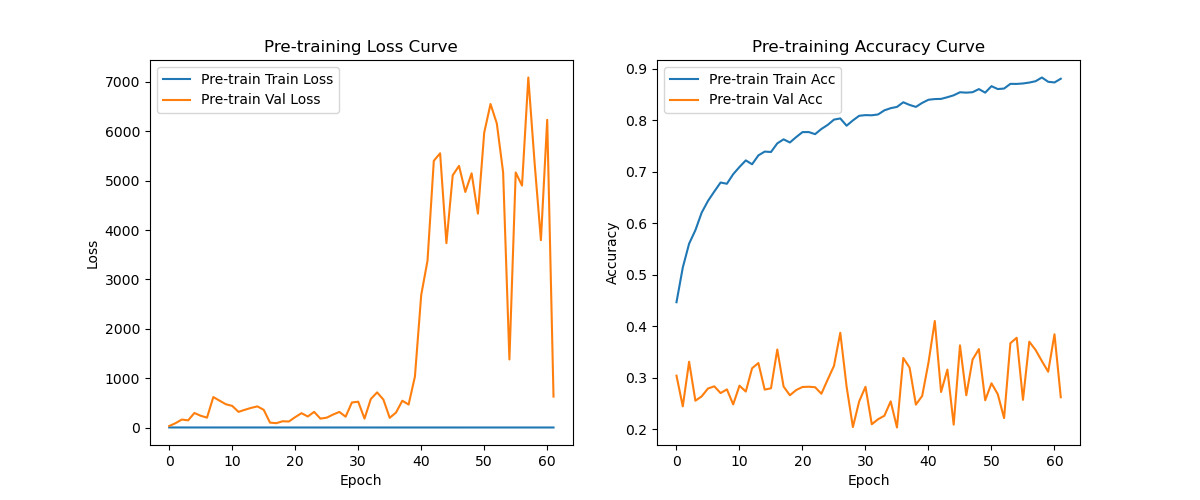 Pre-training Loss Curve
Pre-train Train Loss
Pre-train Val Loss
7000
6000
5000
4000
3000
2000
1000
0
Loss
0 10 20 30 40 50 60
Epoch
Pre-training Accuracy Curve
Pre-train Train Acc
Pre-train Val Acc
0.9
0.8
0.7
0.6
0.5
0.4
0.3
0.2
Accuracy
0 10 20 30 40 50 60
Epoch